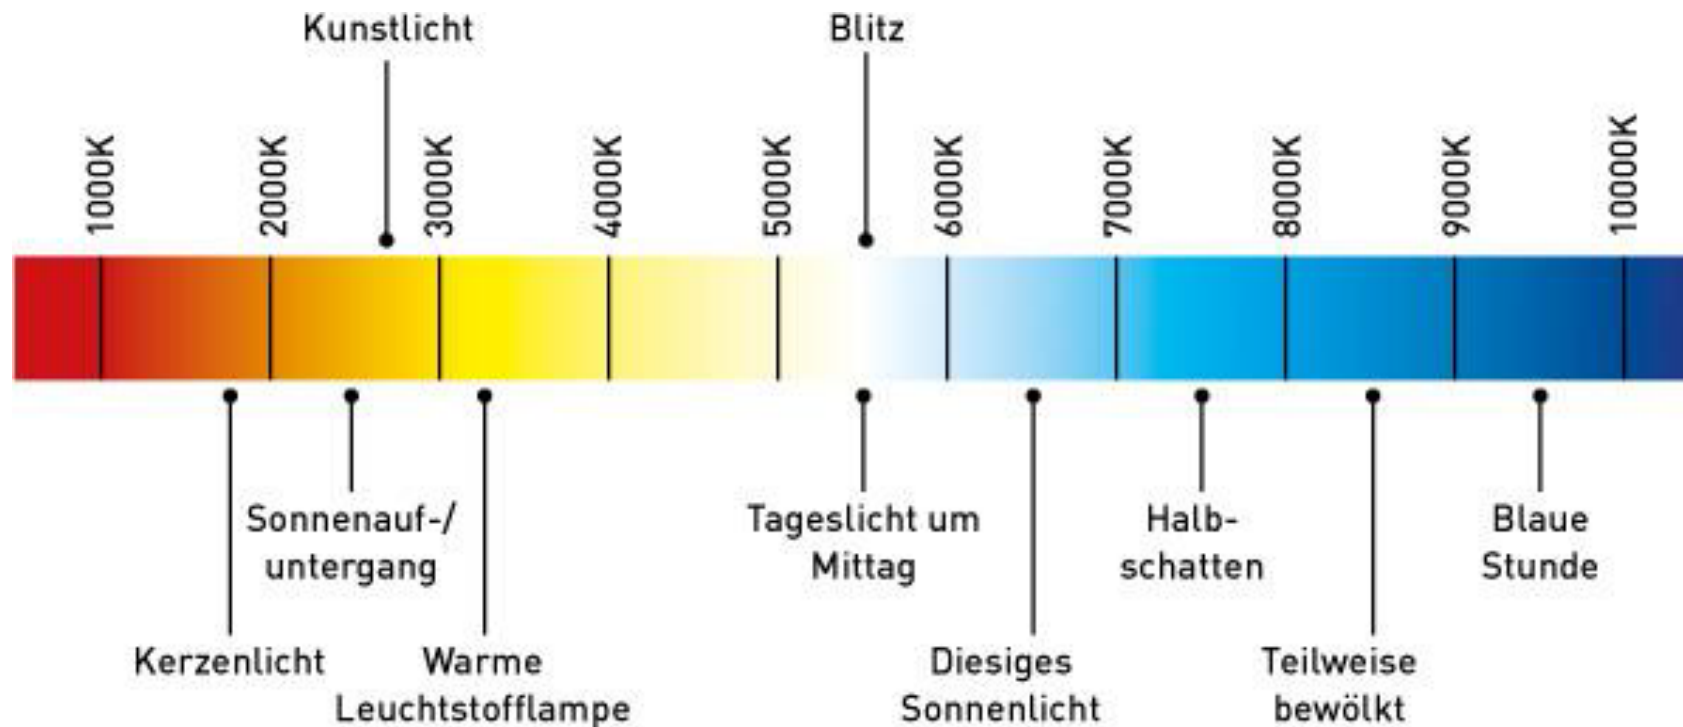 Kunstlicht
Blitz
1000K
2000K
3000K
4000K
5000K
6000K
7000K
8000K
9000K
10000K
Sonnenauf-/
untergang
Tageslicht um
Mittag
Halb-
schatten
Blaue
Stunde
Kerzenlicht
Warme
Leuchtstofflampe
Diesiges
Sonnenlicht
Teilweise
bewölkt